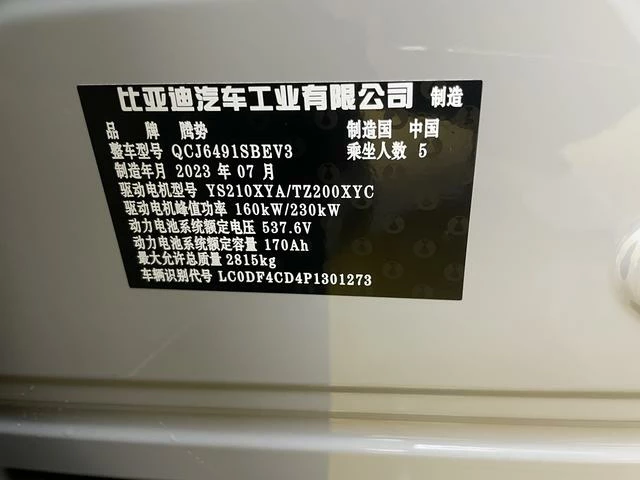 比亚迪汽车工业有限公司 制造
品 牌 腾势 制造国 中国
整车型号 QCJ6491SBEV3 乘坐人数 5
制造年月 2023 年 07 月
驱动电机型号 YS210XYA/TZ200XYC
驱动电机峰值功率 160kW/230kW
动力电池系统额定电压 537.6V
动力电池系统额定容量 170Ah
最大允许总质量 2815kg
车辆识别代号 LC0DF4CD4P1301273